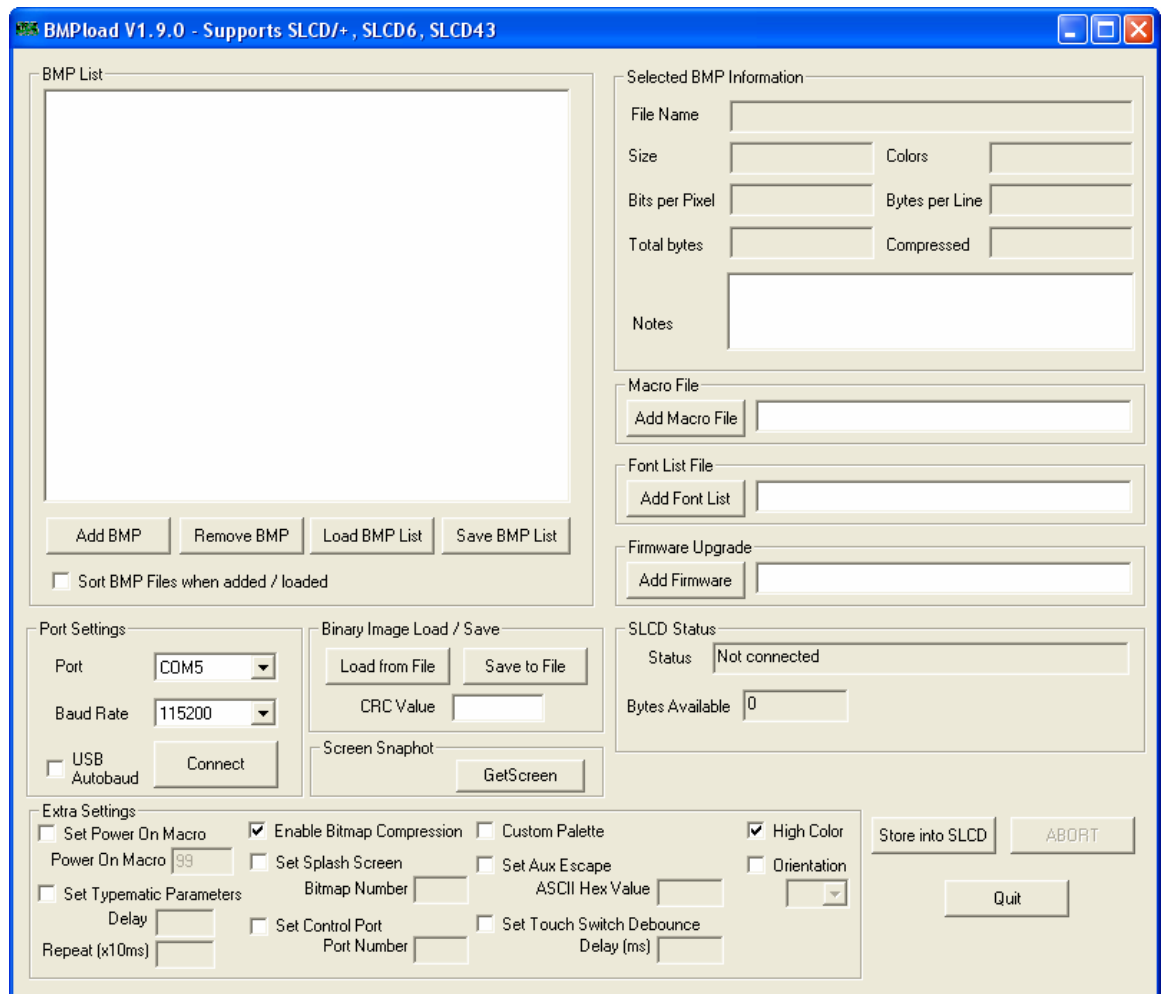 BMPload V1.9.0 - Supports SLCD/+, SLCD6, SLCD43
BMP List
Add BMP Remove BMP Load BMP List Save BMP List
Sort BMP Files when added / loaded
Selected BMP Information
File Name
Size Colors
Bits per Pixel Bytes per Line
Total bytes Compressed
Notes
Macro File
Add Macro File
Font List File
Add Font List
Firmware Upgrade
Add Firmware
Port Settings
Port COM5
Baud Rate 115200
USB
Autobaud
Connect
Binary Image Load / Save
Load from File Save to File
CRC Value
Screen Snaphot
GetScreen
SLCD Status
Status Not connected
Bytes Available 0
Extra Settings
Set Power On Macro
Power On Macro 99
Set Typematic Parameters
Delay
Repeat (x10ms)
Enable Bitmap Compression
Set Splash Screen
Bitmap Number
Set Control Port
Port Number
Custom Palette
Set Aux Escape
ASCII Hex Value
Set Touch Switch Debounce
Delay (ms)
High Color
Orientation
Store into SLCD ABORT
Quit